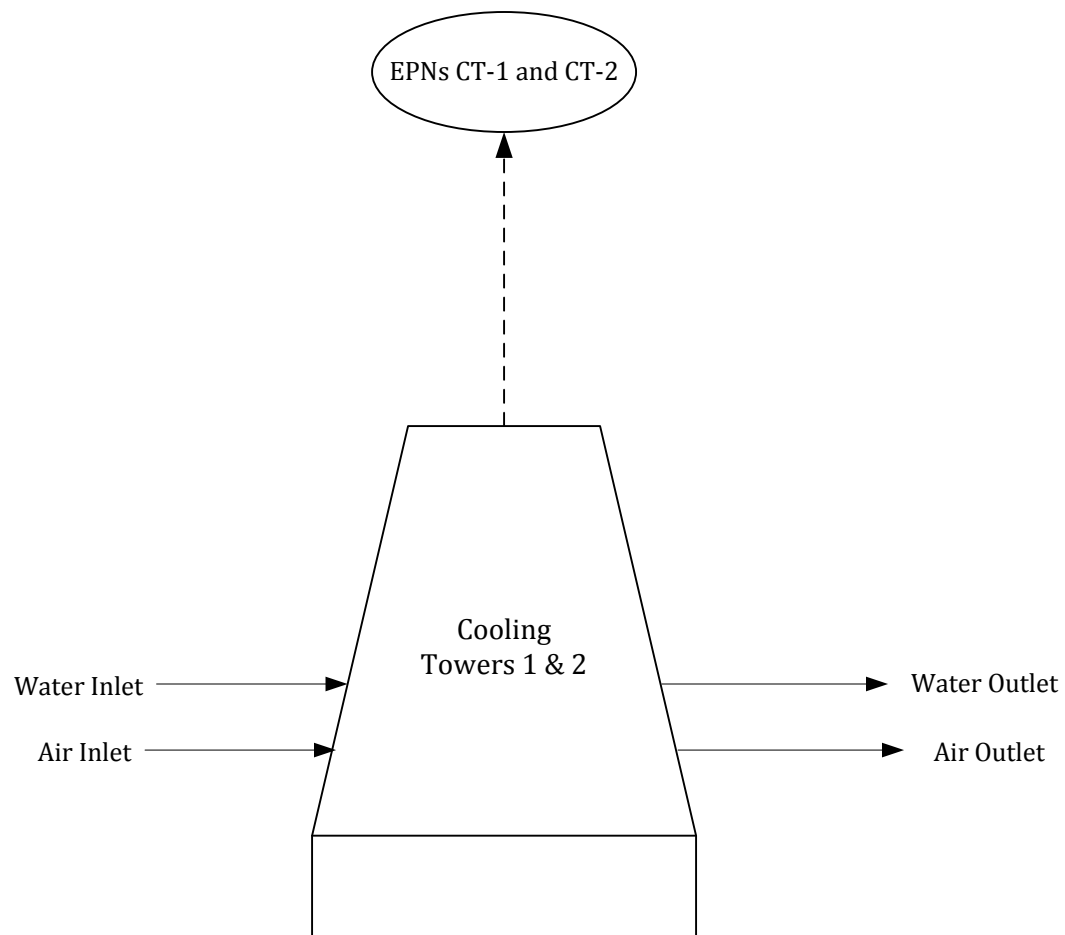 EPNs CT-1 and CT-2
Cooling
Towers 1 & 2
Water Inlet
Water Outlet
Air Inlet
Air Outlet